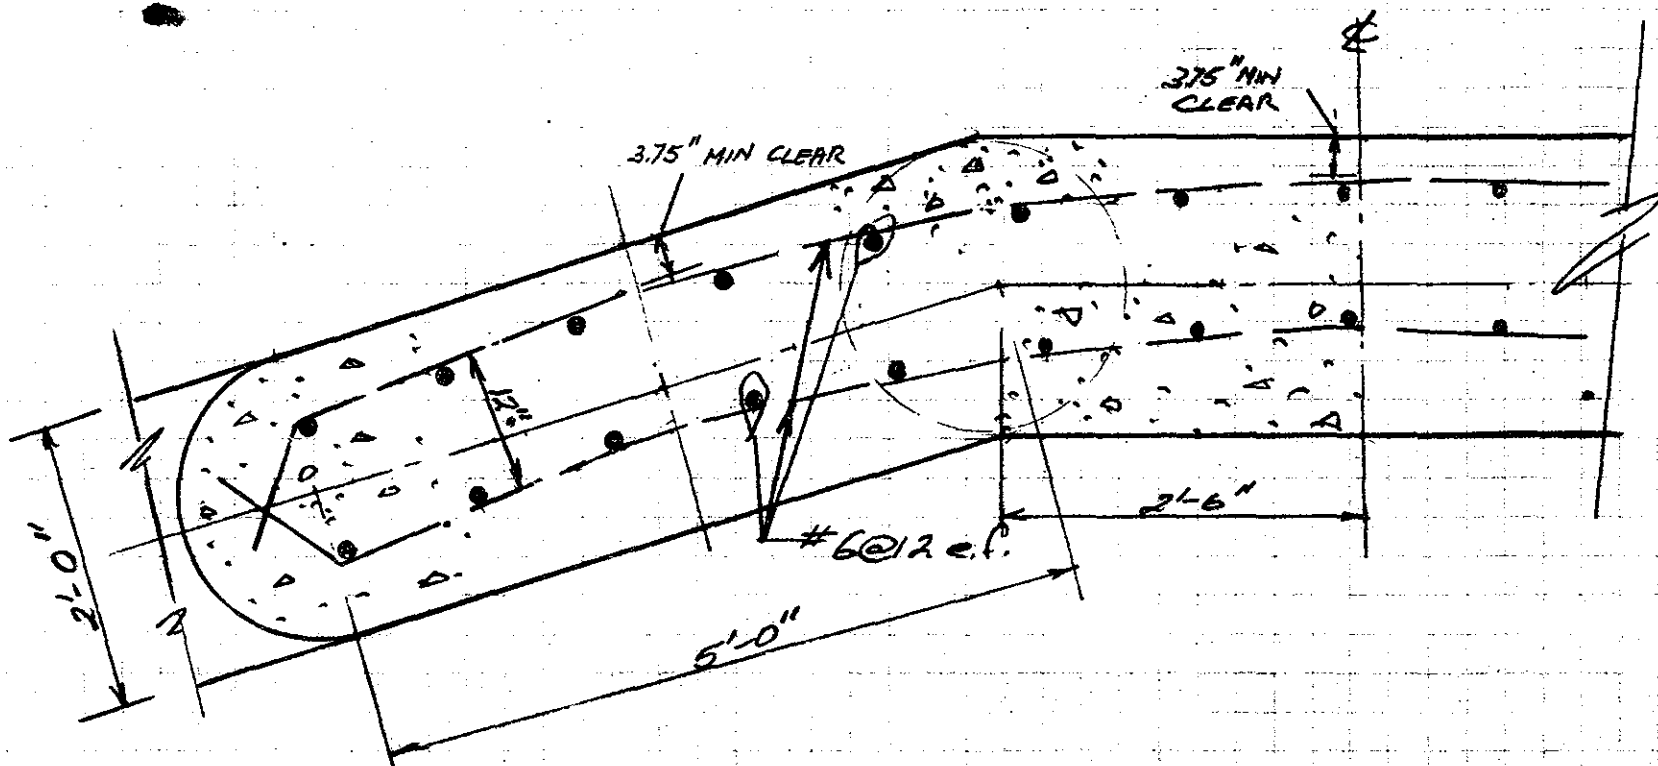 ℄
3.75" MIN
CLEAR
3.75" MIN CLEAR
12"
2'-0"
#6@12 e.f.
2'-6"
5'-0"